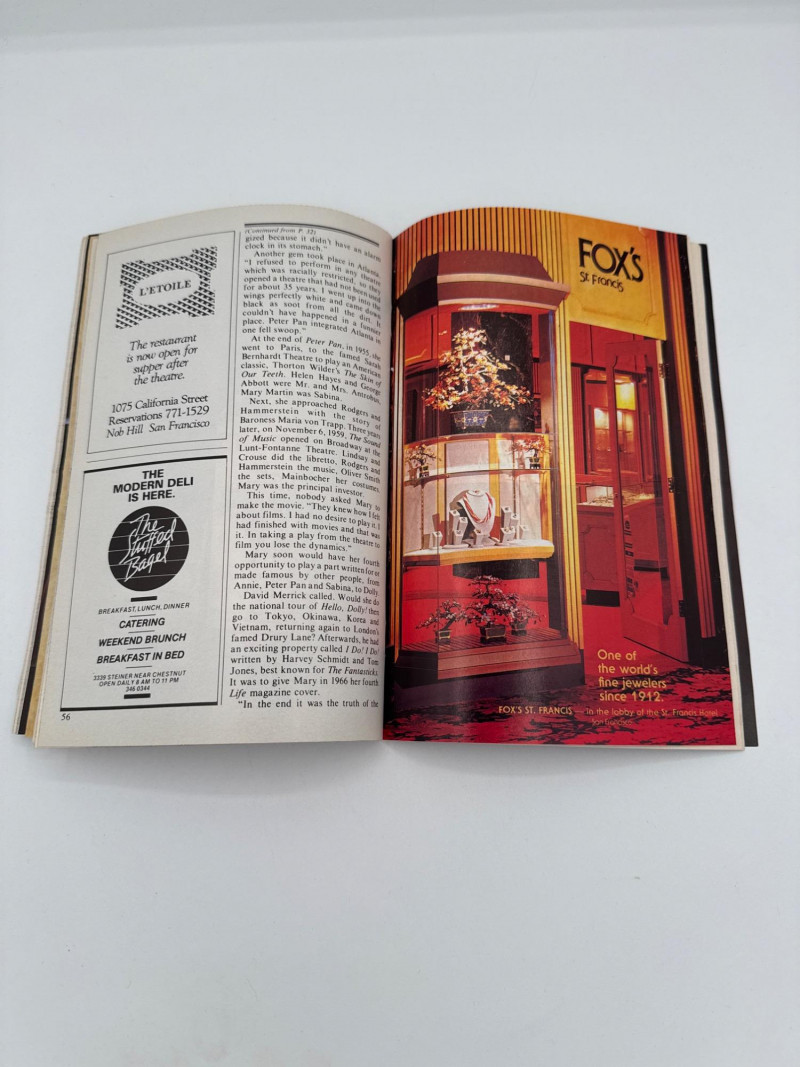 L'ETOILE
The restaurant
is now open for
supper after
the theatre.
1075 California Street
Reservations 771-1529
Nob Hill San Francisco
THE
MODERN DELI
IS HERE.
The
Stuffed
Bagel
BREAKFAST, LUNCH, DINNER
CATERING
WEEKEND BRUNCH
BREAKFAST IN BED
3339 STEINER NEAR CHESTNUT
OPEN DAILY 8 AM TO 11 PM
346 0344
56
(Continued from P. 52)
gized because it didn't have an alarm
clock in its stomach."
Another gem took place in Atlanta.
"I refused to perform in any theatre
which was racially restricted, so they
opened a theatre that had not been used
for about 35 years. I went up into the
wings perfectly white and came down
black as soot from all the dirt. It
couldn't have happened in a funnier
place. Peter Pan integrated Atlanta in
one fell swoop."
At the end of Peter Pan, in 1955, she
went to Paris, to the famed Sarah
Bernhardt Theatre to play an American
classic, Thorton Wilder's The Skin of
Our Teeth. Helen Hayes and George
Abbott were Mr. and Mrs. Antrobus,
Mary Martin was Sabina.
Next, she approached Rodgers and
Hammerstein with the story of
Baroness Maria von Trapp. Three years
later, on November 6, 1959, The Sound
of Music opened on Broadway at the
Lunt-Fontanne Theatre. Lindsay and
Crouse did the libretto, Rodgers and
Hammerstein the music, Oliver Smith
the sets, Mainbocher her costumes.
Mary was the principal investor.
This time, nobody asked Mary to
make the movie. "They knew how I felt
about films. I had no desire to play it. I
had finished with movies and that was
it. In taking a play from the theatre to
film you lose the dynamics."
Mary soon would have her fourth
opportunity to play a part written for or
made famous by other people, from
Annie, Peter Pan and Sabina, to Dolly.
David Merrick called. Would she do
the national tour of Hello, Dolly! then
go to Tokyo, Okinawa, Korea and
Vietnam, returning again to London's
famed Drury Lane? Afterwards, he had
an exciting property called I Do! I Do!
written by Harvey Schmidt and Tom
Jones, best known for The Fantasticks.
It was to give Mary in 1966 her fourth
Life magazine cover.
"In the end it was the truth of the
FOX'S
St. Francis
One of
the world's
fine jewelers
since 1912.
FOX'S ST. FRANCIS — In the lobby of the St. Francis Hotel
San Francisco